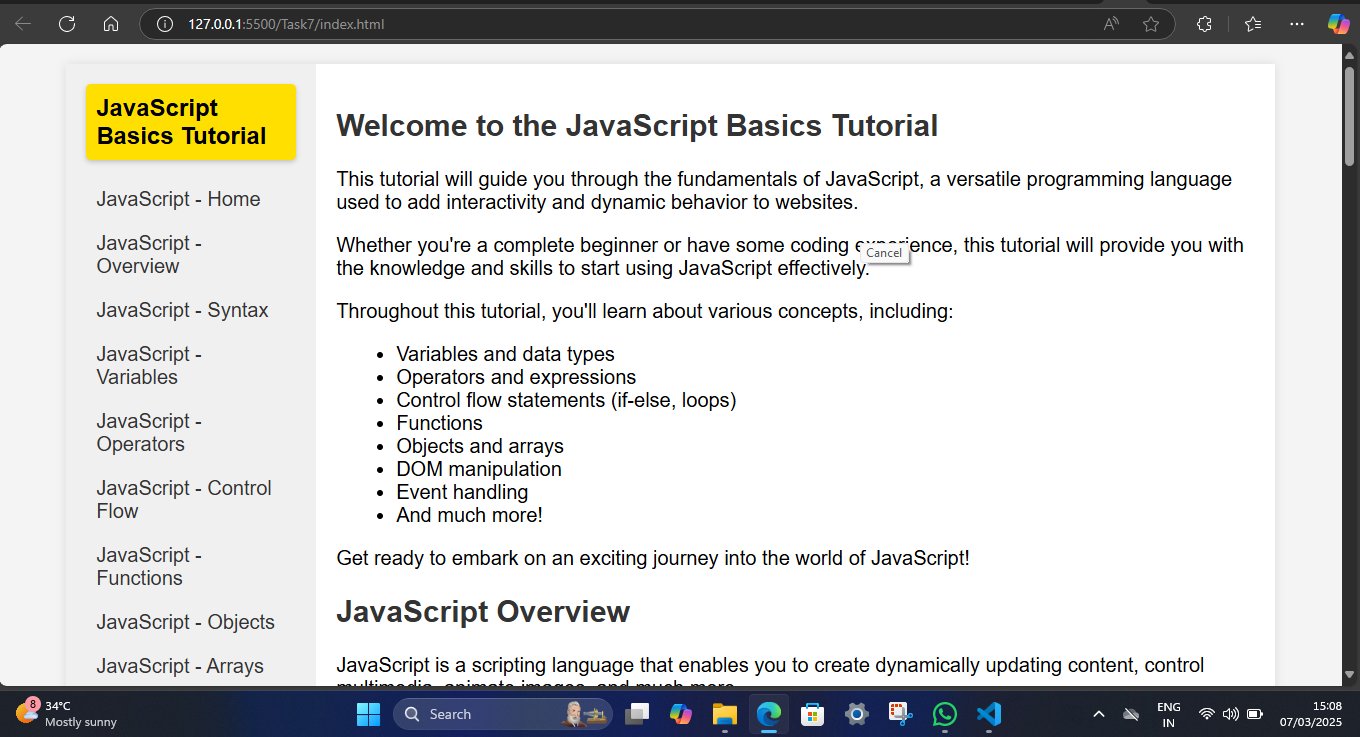 127.0.0.1:5500/Task7/index.html
JavaScript
Basics Tutorial
JavaScript - Home
JavaScript -
Overview
JavaScript - Syntax
JavaScript -
Variables
JavaScript -
Operators
JavaScript - Control
Flow
JavaScript -
Functions
JavaScript - Objects
JavaScript - Arrays
Welcome to the JavaScript Basics Tutorial
This tutorial will guide you through the fundamentals of JavaScript, a versatile programming language
used to add interactivity and dynamic behavior to websites.
Whether you're a complete beginner or have some coding experience, this tutorial will provide you with
the knowledge and skills to start using JavaScript effectively.
Cancel
Throughout this tutorial, you'll learn about various concepts, including:
• Variables and data types
• Operators and expressions
• Control flow statements (if-else, loops)
• Functions
• Objects and arrays
• DOM manipulation
• Event handling
• And much more!
Get ready to embark on an exciting journey into the world of JavaScript!
JavaScript Overview
JavaScript is a scripting language that enables you to create dynamically updating content, control
multimedia, animate images, and much more.
8
34°C
Mostly sunny
Search
ENG
IN
15:08
07/03/2025